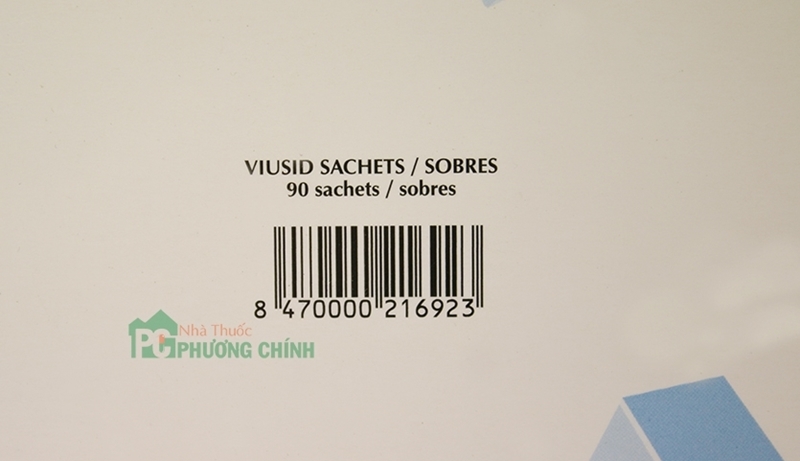 VIUSID SACHETS / SOBRES
90 sachets / sobres
8 470000 216923
PC Nhà Thuốc
PHƯƠNG CHÍNH